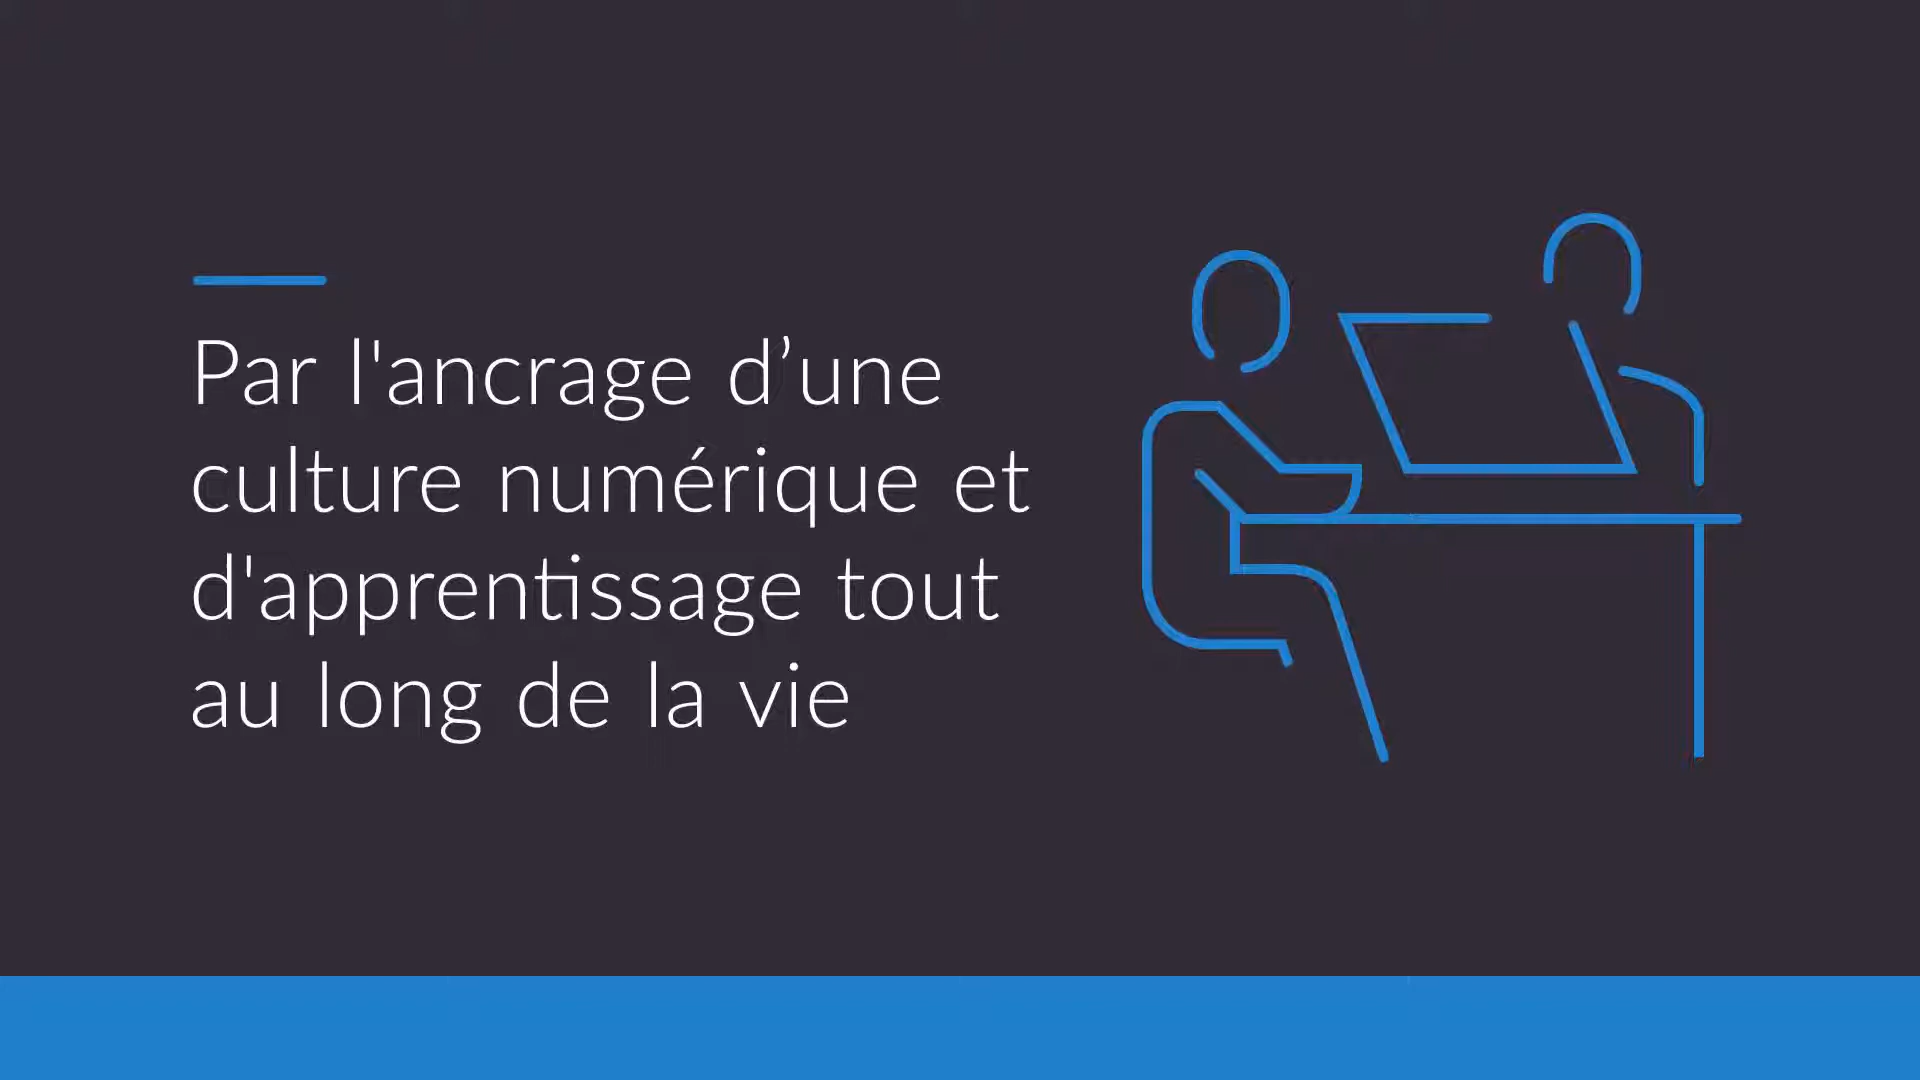 Par l'ancrage d’une
culture numérique et
d'apprentissage tout
au long de la vie